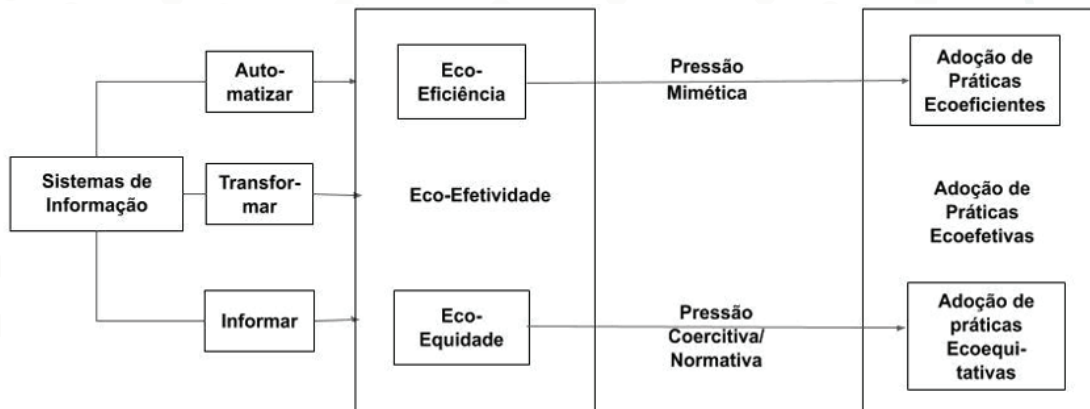 Auto-
matizar
Eco-
Eficiência
Pressão
Mimética
Adoção de
Práticas
Ecoeficientes
Sistemas de
Informação
Transfor-
mar
Eco-Efetividade
Adoção de
Práticas
Ecoefetivas
Informar
Eco-
Equidade
Pressão
Coercitiva/
Normativa
Adoção de
práticas
Ecoequi-
tativas